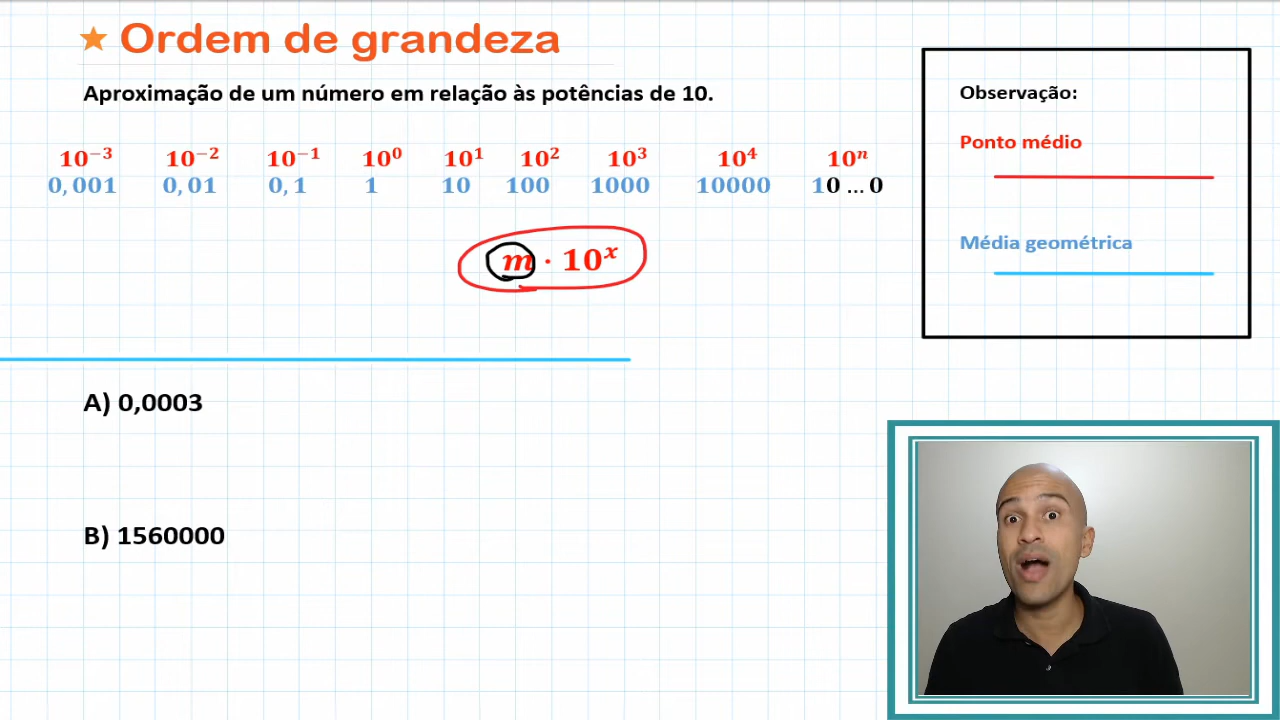 Ordem de grandeza
Aproximação de um número em relação às potências de 10.
10⁻³ 10⁻² 10⁻¹ 10⁰ 10¹ 10² 10³ 10⁴ 10ⁿ
0,001 0,01 0,1 1 10 100 1000 10000 10 ... 0
m · 10ˣ
Observação:
Ponto médio
Média geométrica
A) 0,0003
B) 1560000